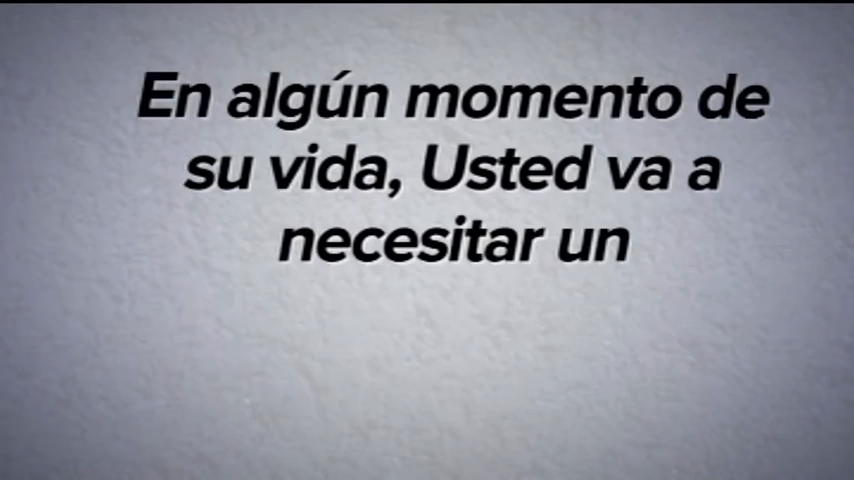 En algún momento de
su vida, Usted va a
necesitar un